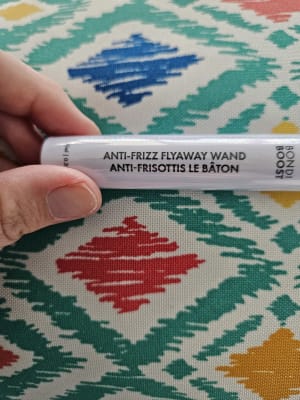 ANTI-FRIZZ FLYAWAY WAND
ANTI-FRISOTTIS LE BÂTON
BONDI
BOOST